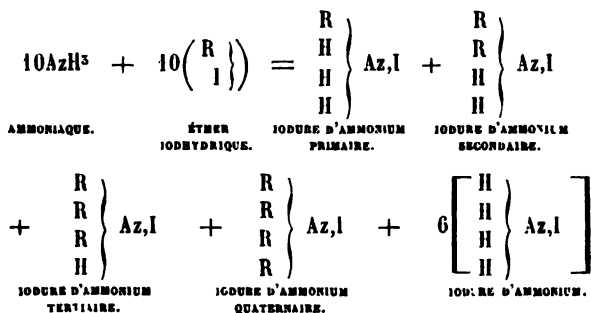 10AzH³ + 10(R I}) = R H H H} Az,I + R R H H} Az,I
AMMONIAQUE. ÉTHER IODHYDRIQUE. IODURE D'AMMONIUM PRIMAIRE. IODURE D'AMMONIUM SECONDAIRE.
+ R R R H} Az,I + R R R R} Az,I + 6[H H H H} Az,I]
IODURE D'AMMONIUM TERTIAIRE. IODURE D'AMMONIUM QUATERNAIRE. IODURE D'AMMONIUM.